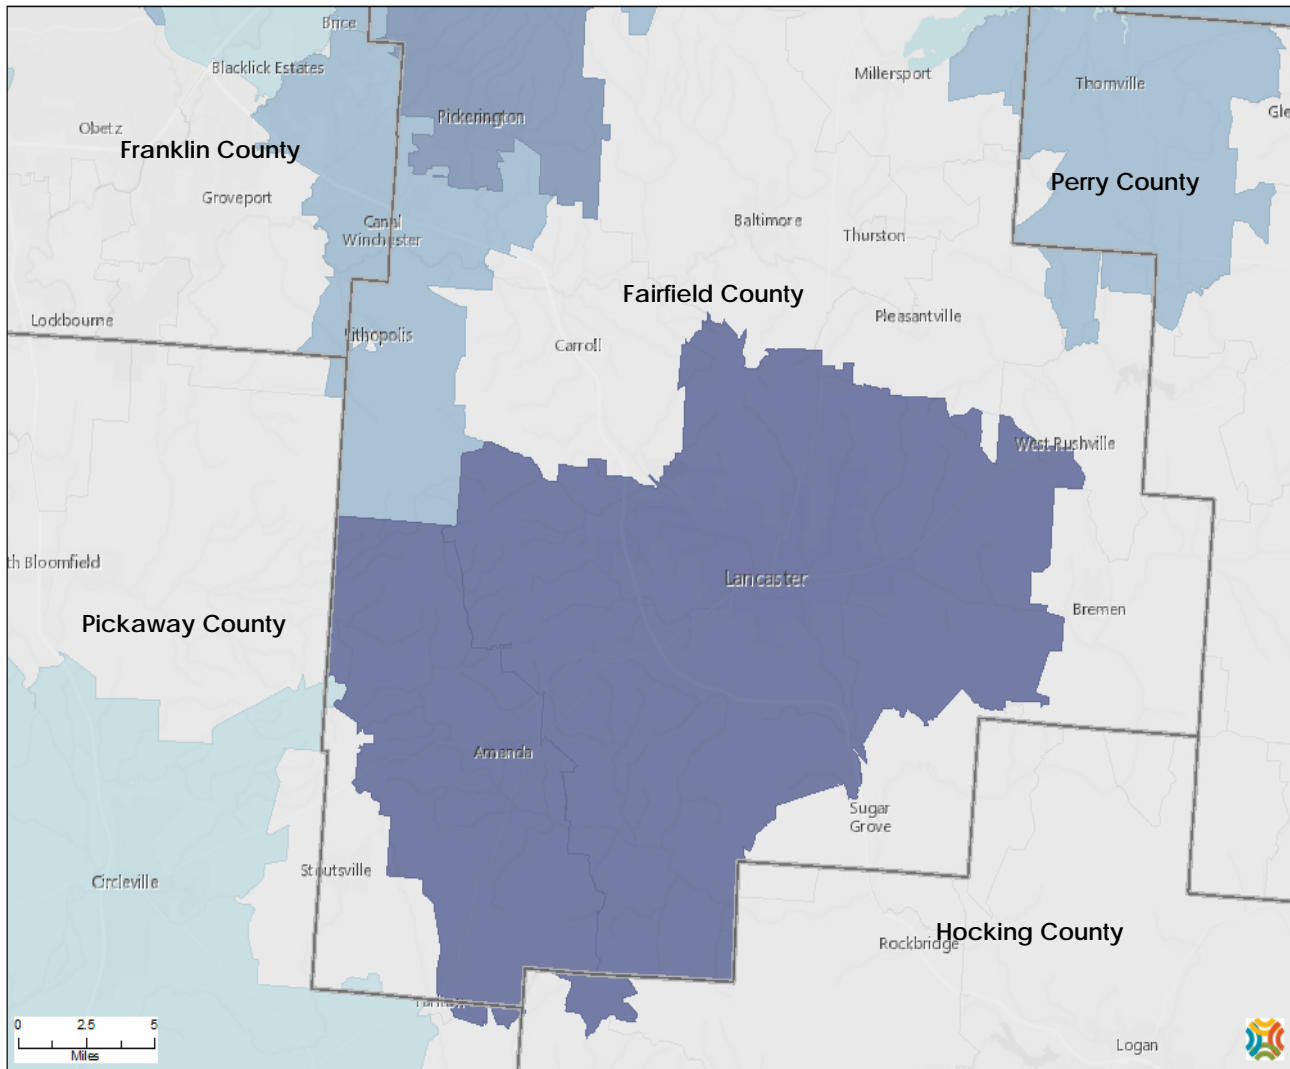 Brice
Blacklick Estates
Millersport
Thornville
Pickerington
Gle
Obetz
Franklin County
Perry County
Groveport
Canal
Winchester
Baltimore
Thurston
Fairfield County
Pleasantville
Lockbourne
Lithopolis
Carroll
West Rushville
th Bloomfield
Lancaster
Bremen
Pickaway County
Amanda
Sugar
Grove
Stoutsville
Circleville
Hocking County
Rockbridge
Logan
0 2.5 5
Miles